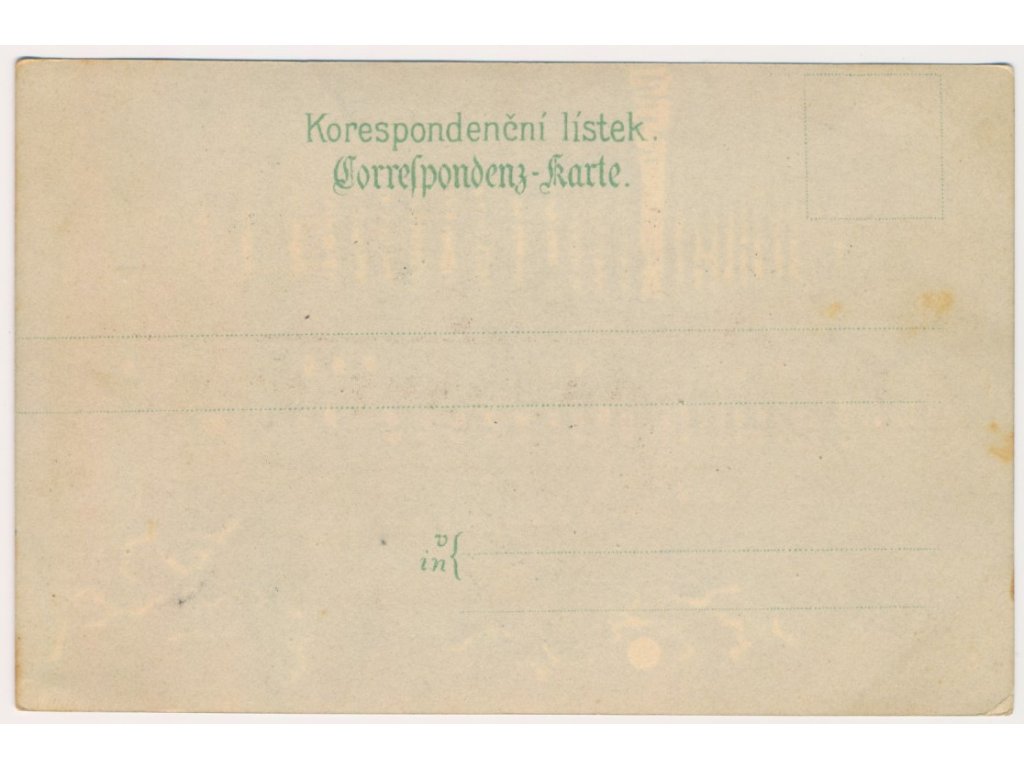 Korespondenční lístek.
Correſpondenz-Karte.
v
in